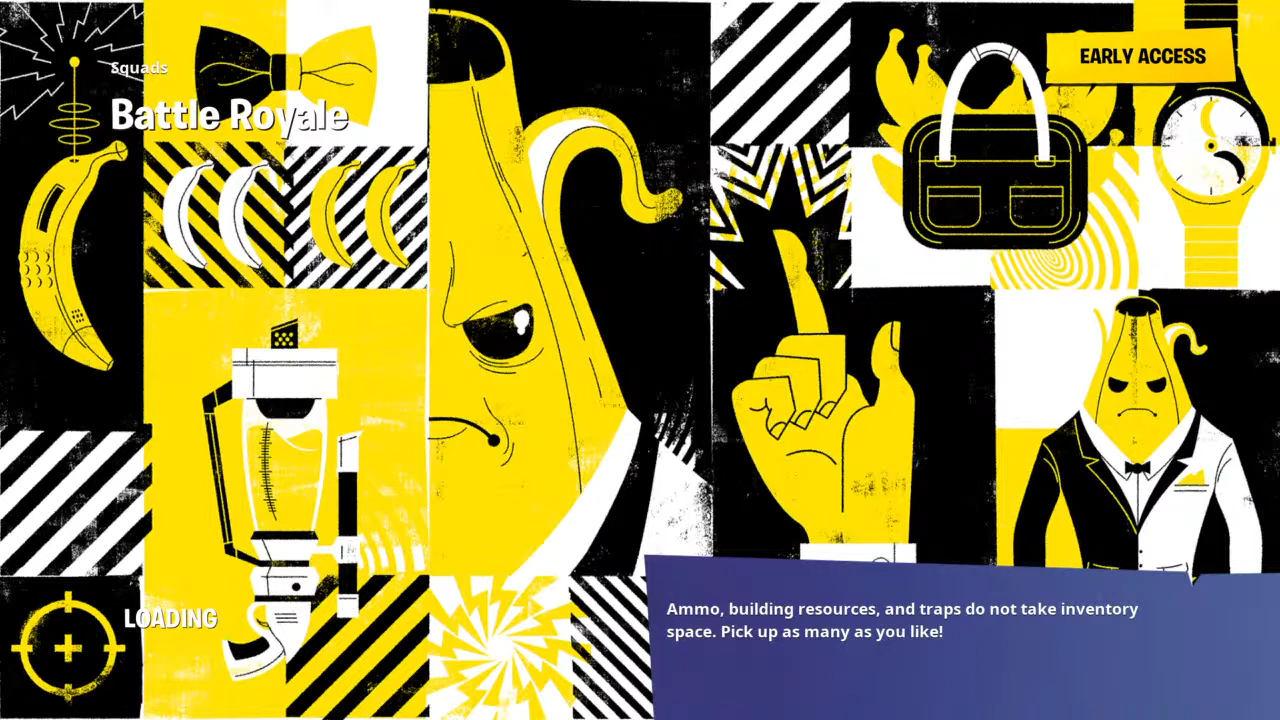 Squads
Battle Royale
EARLY ACCESS
LOADING
Ammo, building resources, and traps do not take inventory
space. Pick up as many as you like!